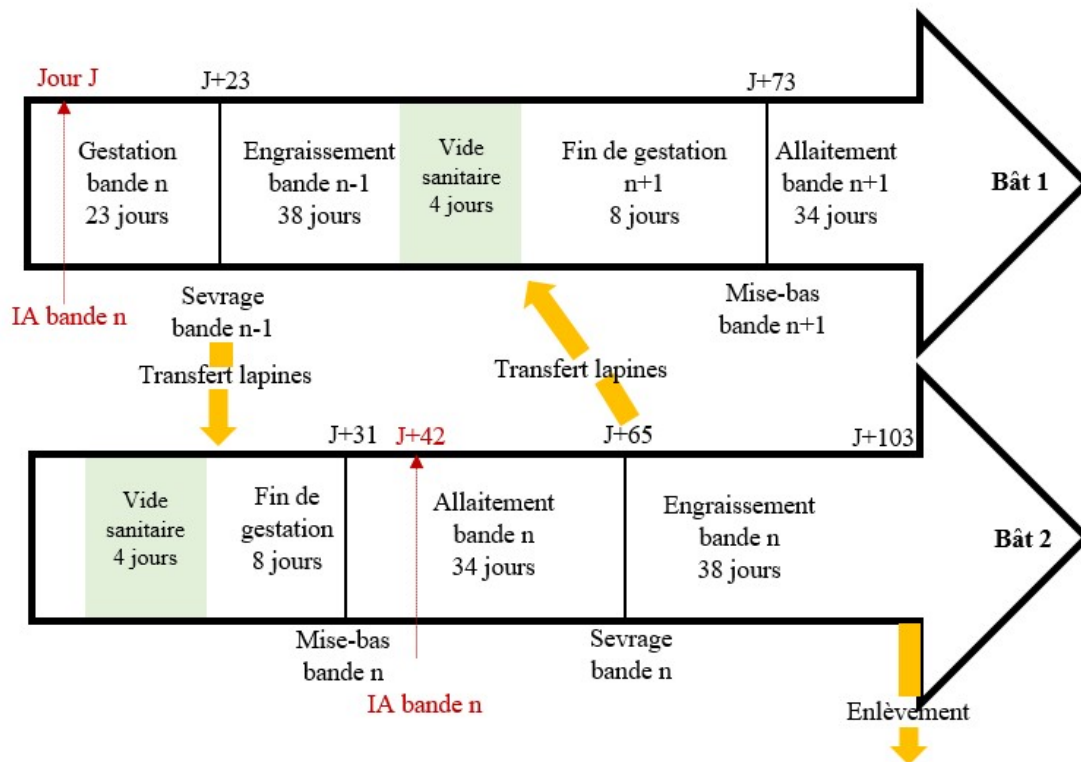 Jour J
J+23
J+73
Gestation
bande n
23 jours
Engraissement
bande n-1
38 jours
Vide
sanitaire
4 jours
Fin de gestation
n+1
8 jours
Allaitement
bande n+1
34 jours
Bât 1
IA bande n
Sevrage
bande n-1
Mise-bas
bande n+1
Transfert lapines
Transfert lapines
J+31
J+42
J+65
J+103
Vide
sanitaire
4 jours
Fin de
gestation
8 jours
Allaitement
bande n
34 jours
Engraissement
bande n
38 jours
Bât 2
Mise-bas
bande n
IA bande n
Sevrage
bande n
Enlèvement